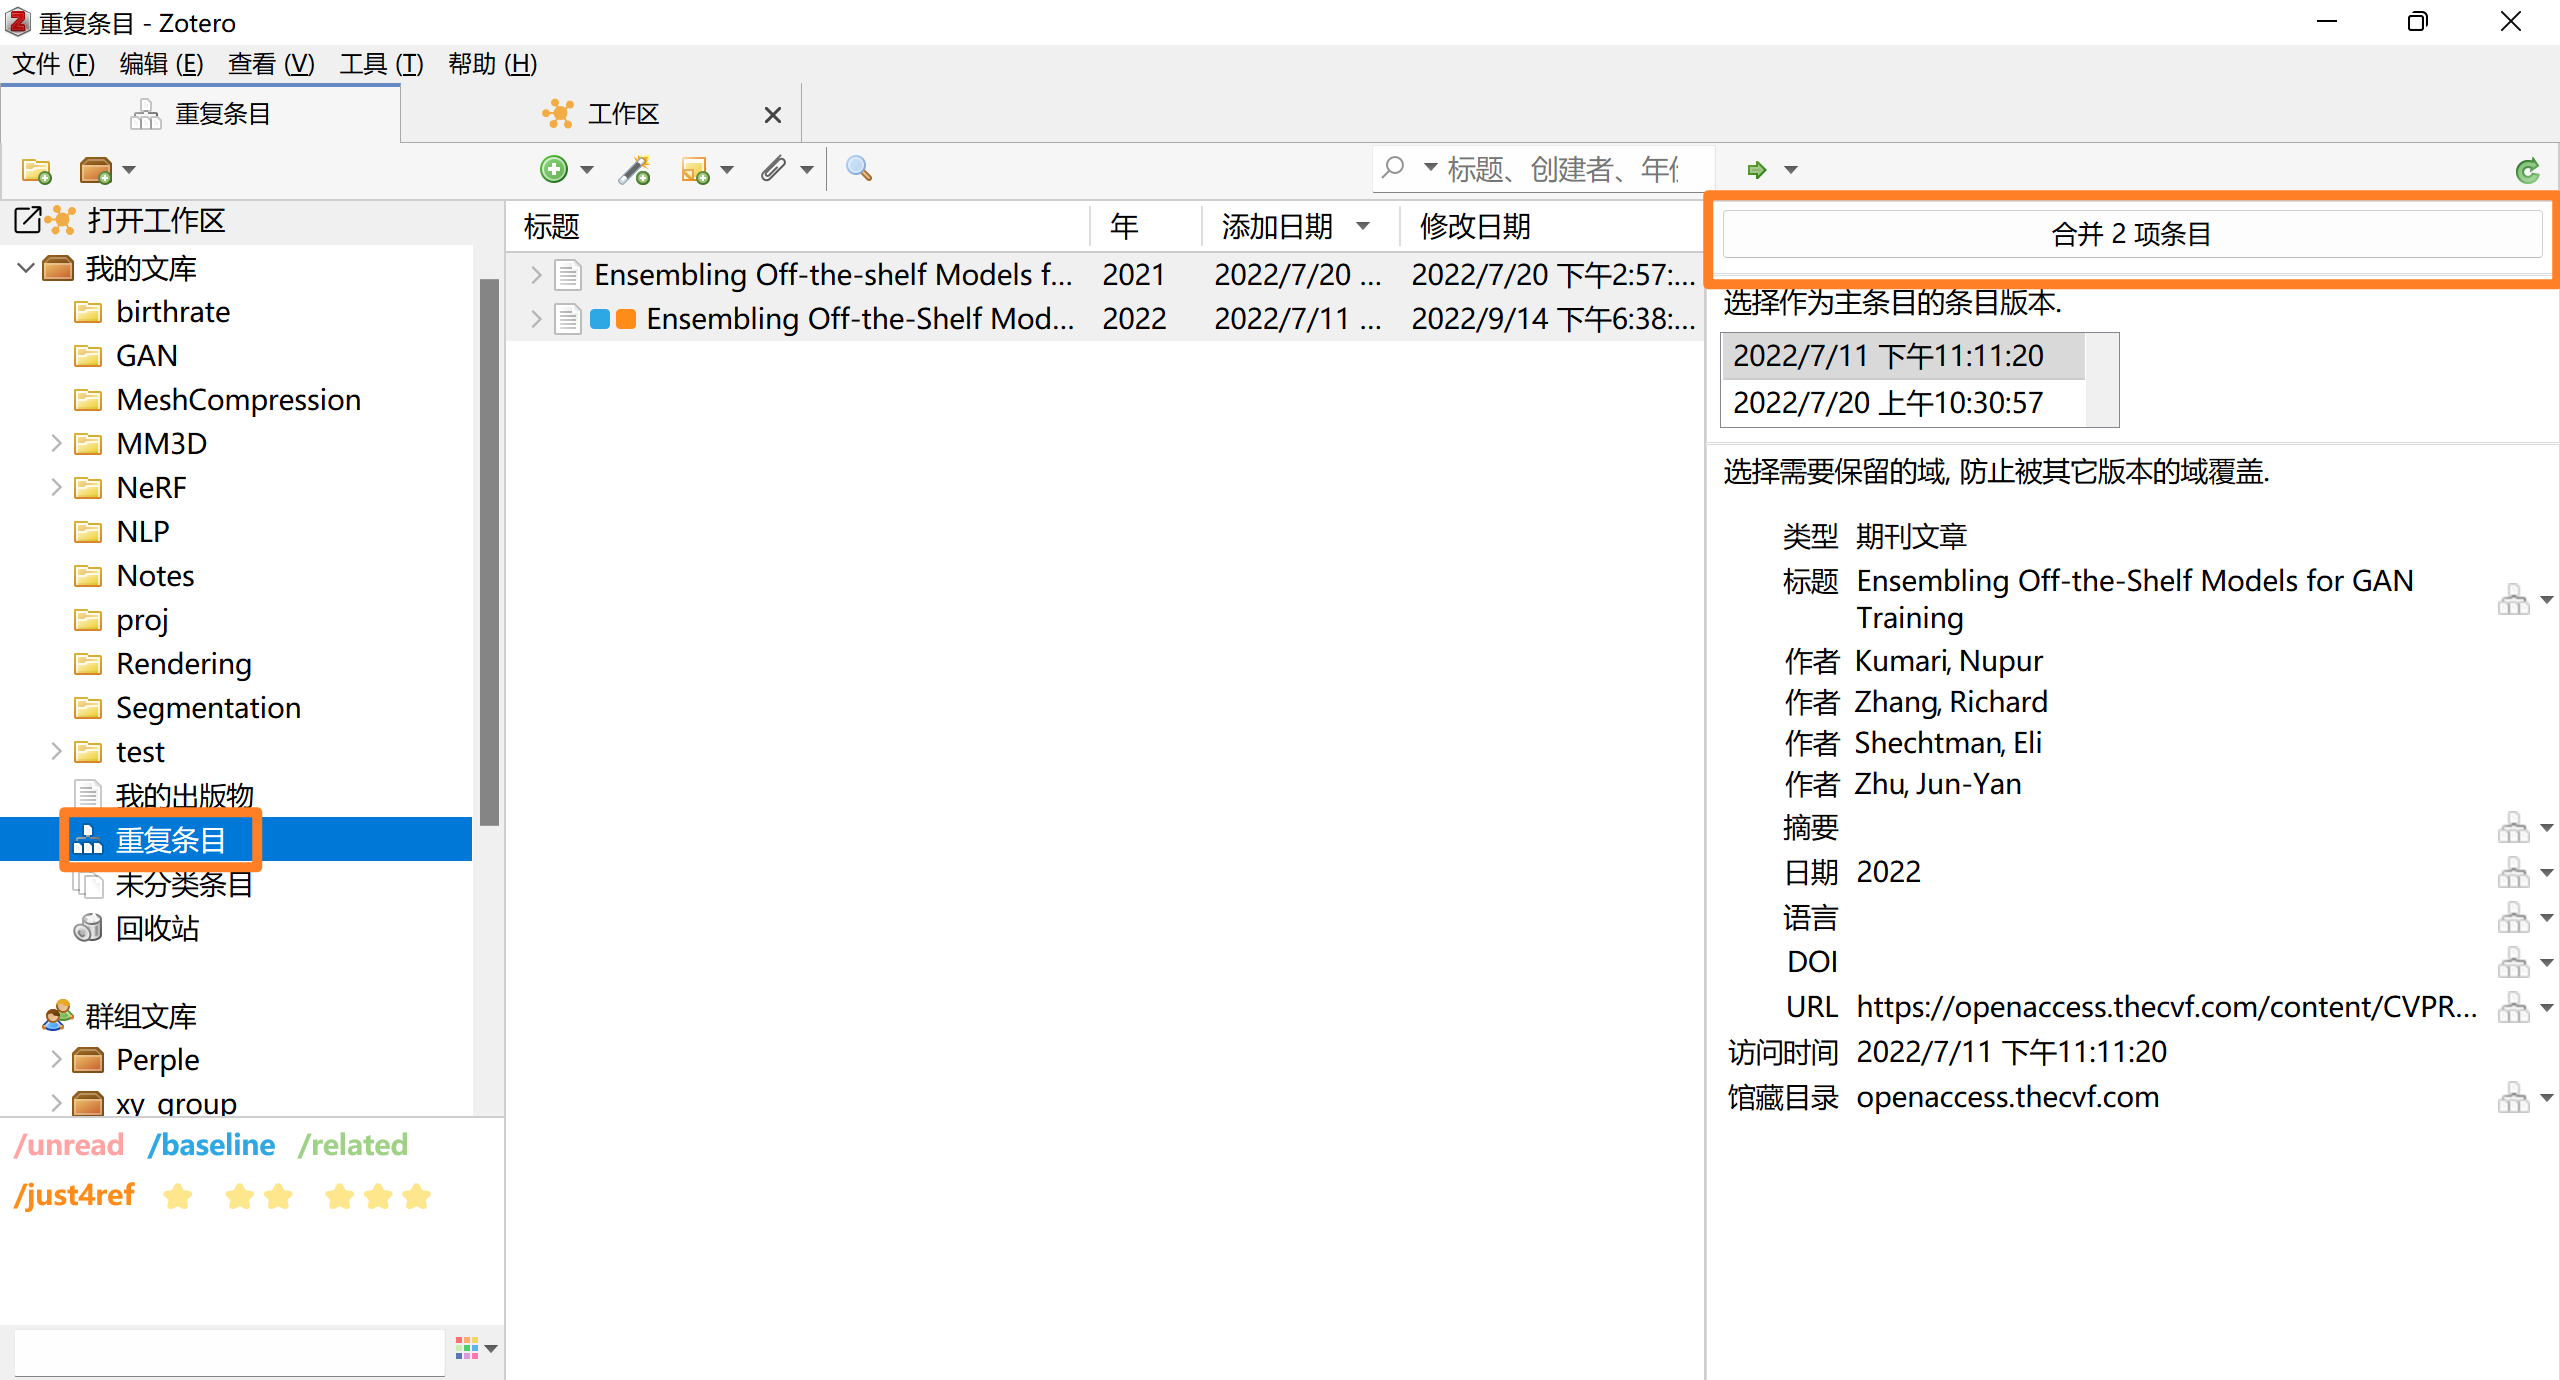 重复条目 - Zotero
文件 (F) 编辑 (E) 查看 (V) 工具 (T) 帮助 (H)
重复条目 工作区
标题、创建者、年份
打开工作区
我的文库
birthrate
GAN
MeshCompression
MM3D
NeRF
NLP
Notes
proj
Rendering
Segmentation
test
我的出版物
重复条目
未分类条目
回收站
群组文库
Perple
xy_group
/unread /baseline /related
/just4ref
标题 年 添加日期 修改日期
Ensembling Off-the-shelf Models f... 2021 2022/7/20 ... 2022/7/20 下午2:57:...
Ensembling Off-the-Shelf Mod... 2022 2022/7/11 ... 2022/9/14 下午6:38:...
合并 2 项条目
选择作为主条目的条目版本.
2022/7/11 下午11:11:20
2022/7/20 上午10:30:57
选择需要保留的域, 防止被其它版本的域覆盖.
类型 期刊文章
标题 Ensembling Off-the-Shelf Models for GAN
Training
作者 Kumari, Nupur
作者 Zhang, Richard
作者 Shechtman, Eli
作者 Zhu, Jun-Yan
摘要
日期 2022
语言
DOI
URL https://openaccess.thecvf.com/content/CVPR...
访问时间 2022/7/11 下午11:11:20
馆藏目录 openaccess.thecvf.com